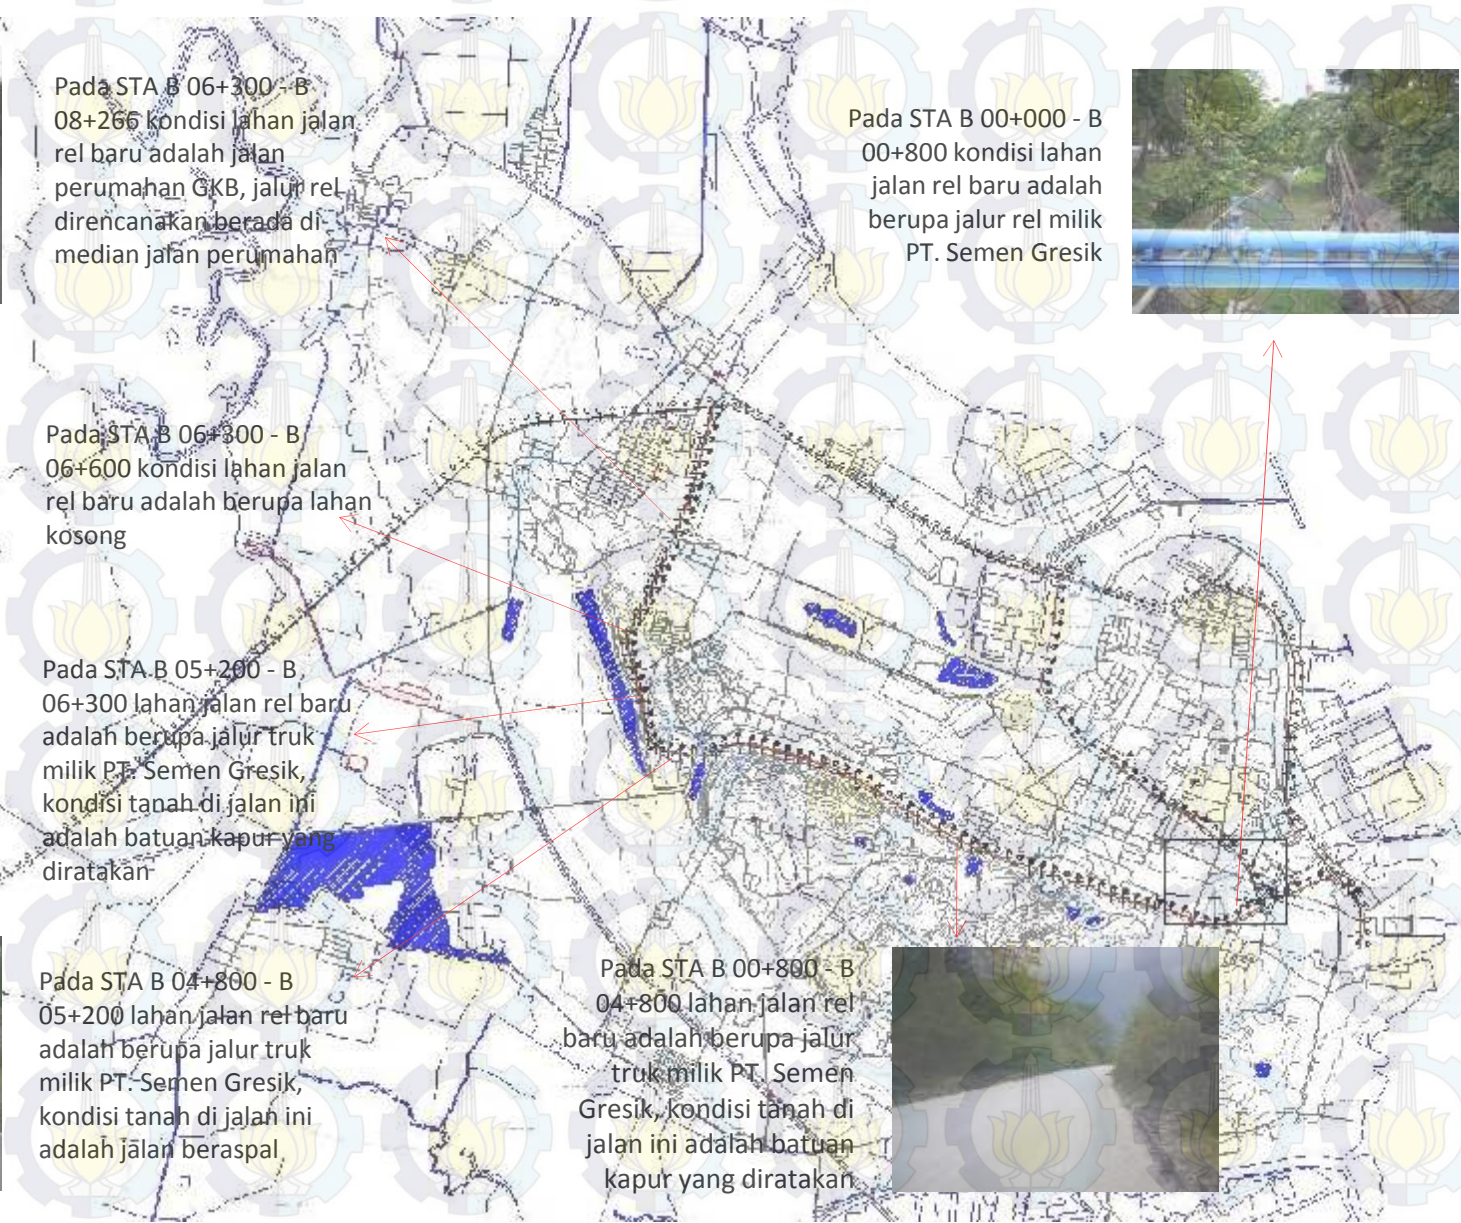 Pada STA B 06+300 - B
08+266 kondisi lahan jalan
rel baru adalah jalan
perumahan GKB, jalur rel
direncanakan berada di
median jalan perumahan
Pada STA B 00+000 - B
00+800 kondisi lahan
jalan rel baru adalah
berupa jalur rel milik
PT. Semen Gresik
Pada STA B 06+300 - B
06+600 kondisi lahan jalan
rel baru adalah berupa lahan
kosong
Pada STA B 05+200 - B
06+300 lahan jalan rel baru
adalah berupa jalur truk
milik PT. Semen Gresik,
kondisi tanah di jalan ini
adalah batuan kapur yang
diratakan
Pada STA B 04+800 - B
05+200 lahan jalan rel baru
adalah berupa jalur truk
milik PT. Semen Gresik,
kondisi tanah di jalan ini
adalah jalan beraspal
Pada STA B 00+800 - B
04+800 lahan jalan rel
baru adalah berupa jalur
truk milik PT. Semen
Gresik, kondisi tanah di
jalan ini adalah batuan
kapur yang diratakan